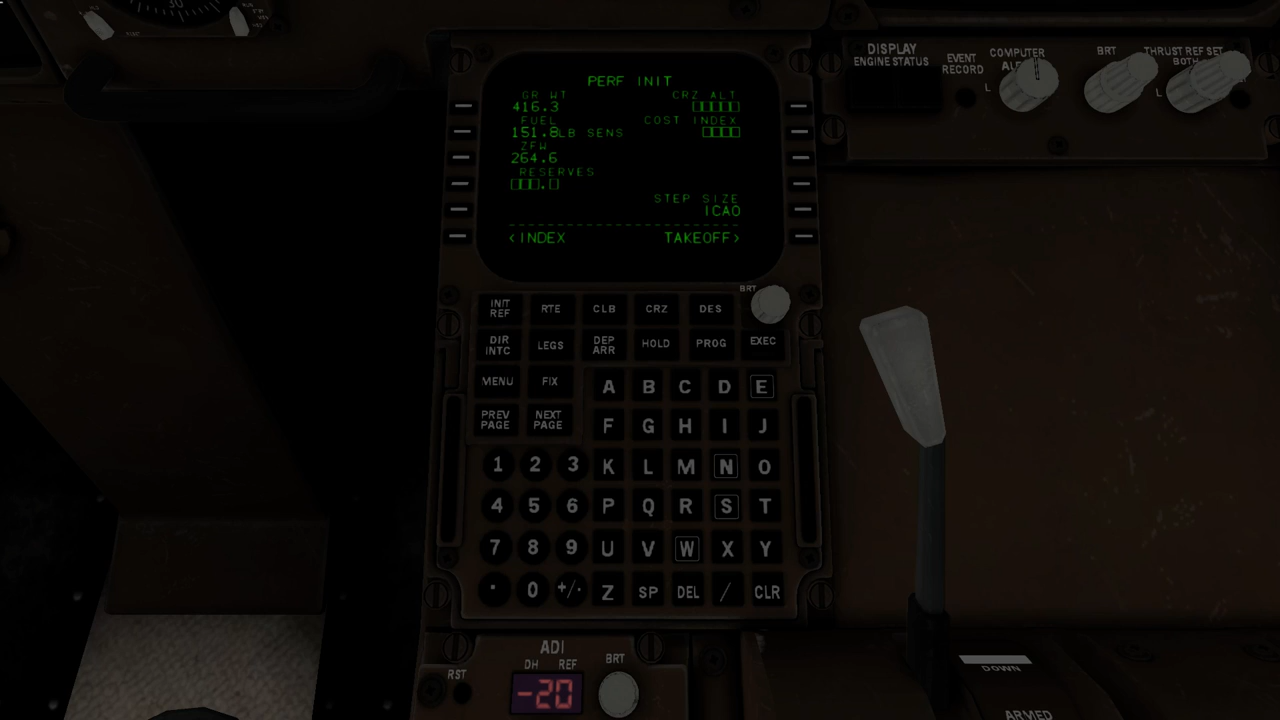 30
DISPLAY
ENGINE STATUS
EVENT
RECORD
COMPUTER
L
BRT
THRUST REF SET
BOTH
L
PERF INIT
GR WT CRZ ALT
416.3 □□□□□
FUEL COST INDEX
151.8LB SENS □□□□
ZFW
264.6
RESERVES
□□□.□
STEP SIZE
ICAO
<INDEX TAKEOFF>
BRT
INIT REF RTE CLB CRZ DES
DIR INTC LEGS DEP ARR HOLD PROG EXEC
MENU FIX A B C D E
PREV PAGE NEXT PAGE F G H I J
1 2 3 K L M N O
4 5 6 P Q R S T
7 8 9 U V W X Y
. 0 +/- Z SP DEL / CLR
ADI
DH REF BRT
RST
-20
DOWN
ARMED